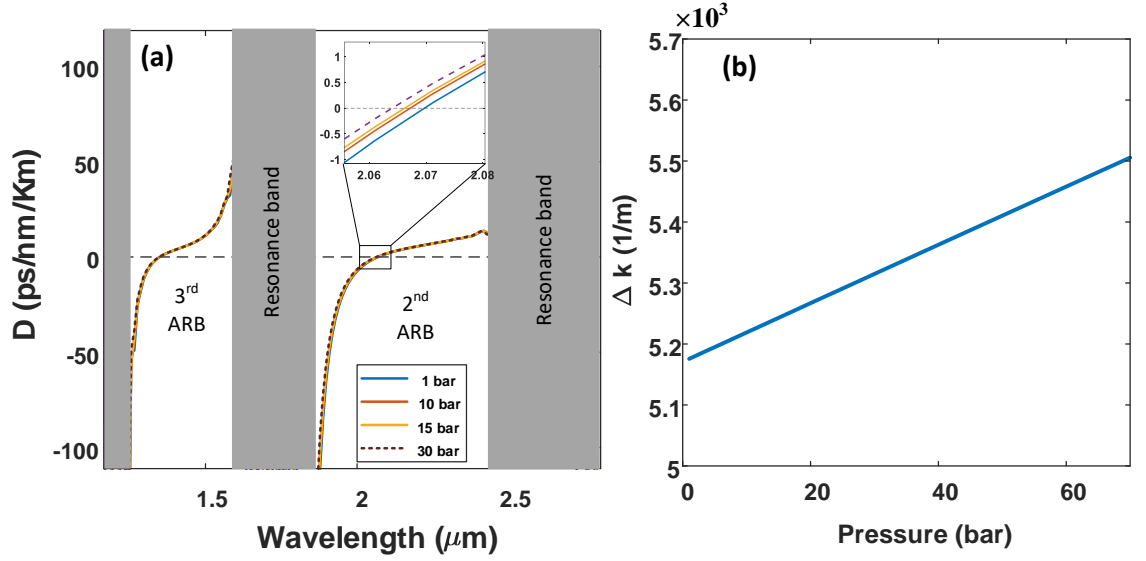 (a)
100
50
0
-50
-100
D (ps/nm/Km)
1.5
2
2.5
Wavelength (μm)
3rd
ARB
Resonance band
2nd
ARB
Resonance band
1
0.5
0
-0.5
-1
2.06
2.07
2.08
1 bar
10 bar
15 bar
30 bar
×10³
(b)
5.7
5.6
5.5
5.4
5.3
5.2
5.1
5
Δ k (1/m)
0
20
40
60
Pressure (bar)